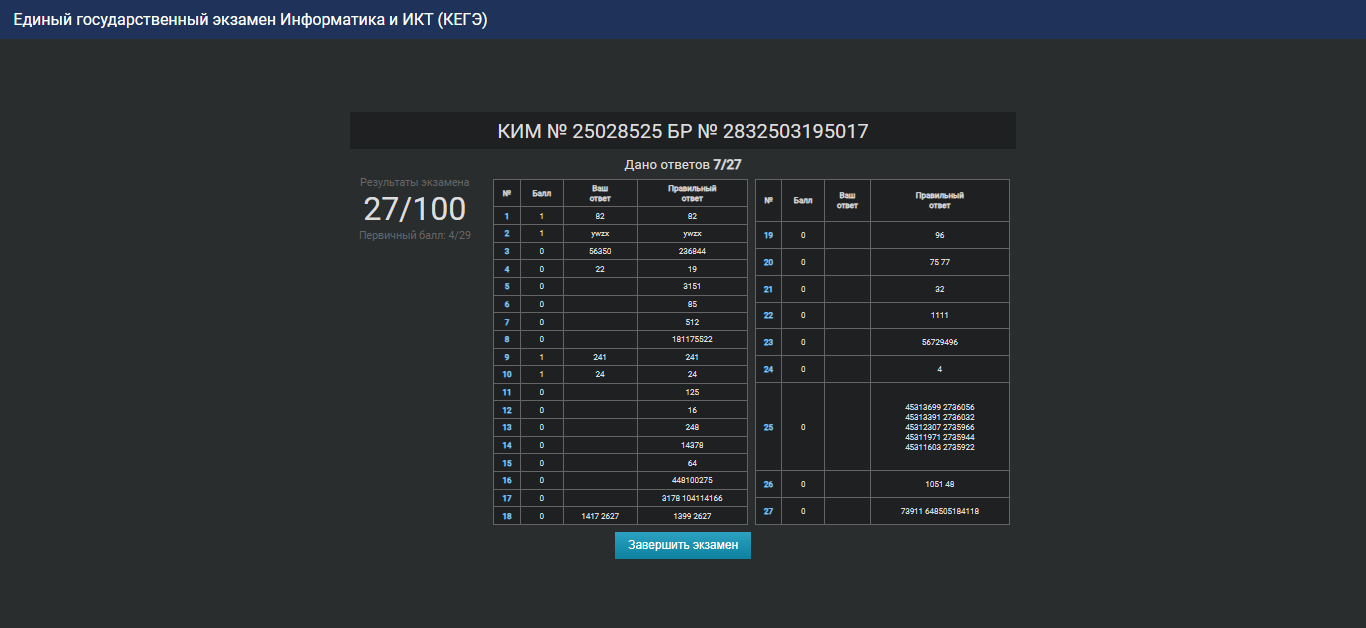 Единый государственный экзамен Информатика и ИКТ (КЕГЭ)
КИМ № 25028525 БР № 2832503195017
Дано ответов 7/27
Результаты экзамена
27/100
Первичный балл: 4/29
№ Балл Ваш ответ Правильный ответ
1 1 82 82
2 1 ywzx ywzx
3 0 56350 236844
4 0 22 19
5 0 3151
6 0 85
7 0 512
8 0 181175522
9 1 241 241
10 1 24 24
11 0 125
12 0 16
13 0 248
14 0 14378
15 0 64
16 0 448100275
17 0 3178 104114166
18 0 1417 2627 1399 2627
№ Балл Ваш ответ Правильный ответ
19 0 96
20 0 75 77
21 0 32
22 0 1111
23 0 56729496
24 0 4
25 0 45313699 2736056
45313391 2736032
45312307 2735966
45311971 2735944
45311603 2735922
26 0 1051 48
27 0 73911 648505184118
Завершить экзамен